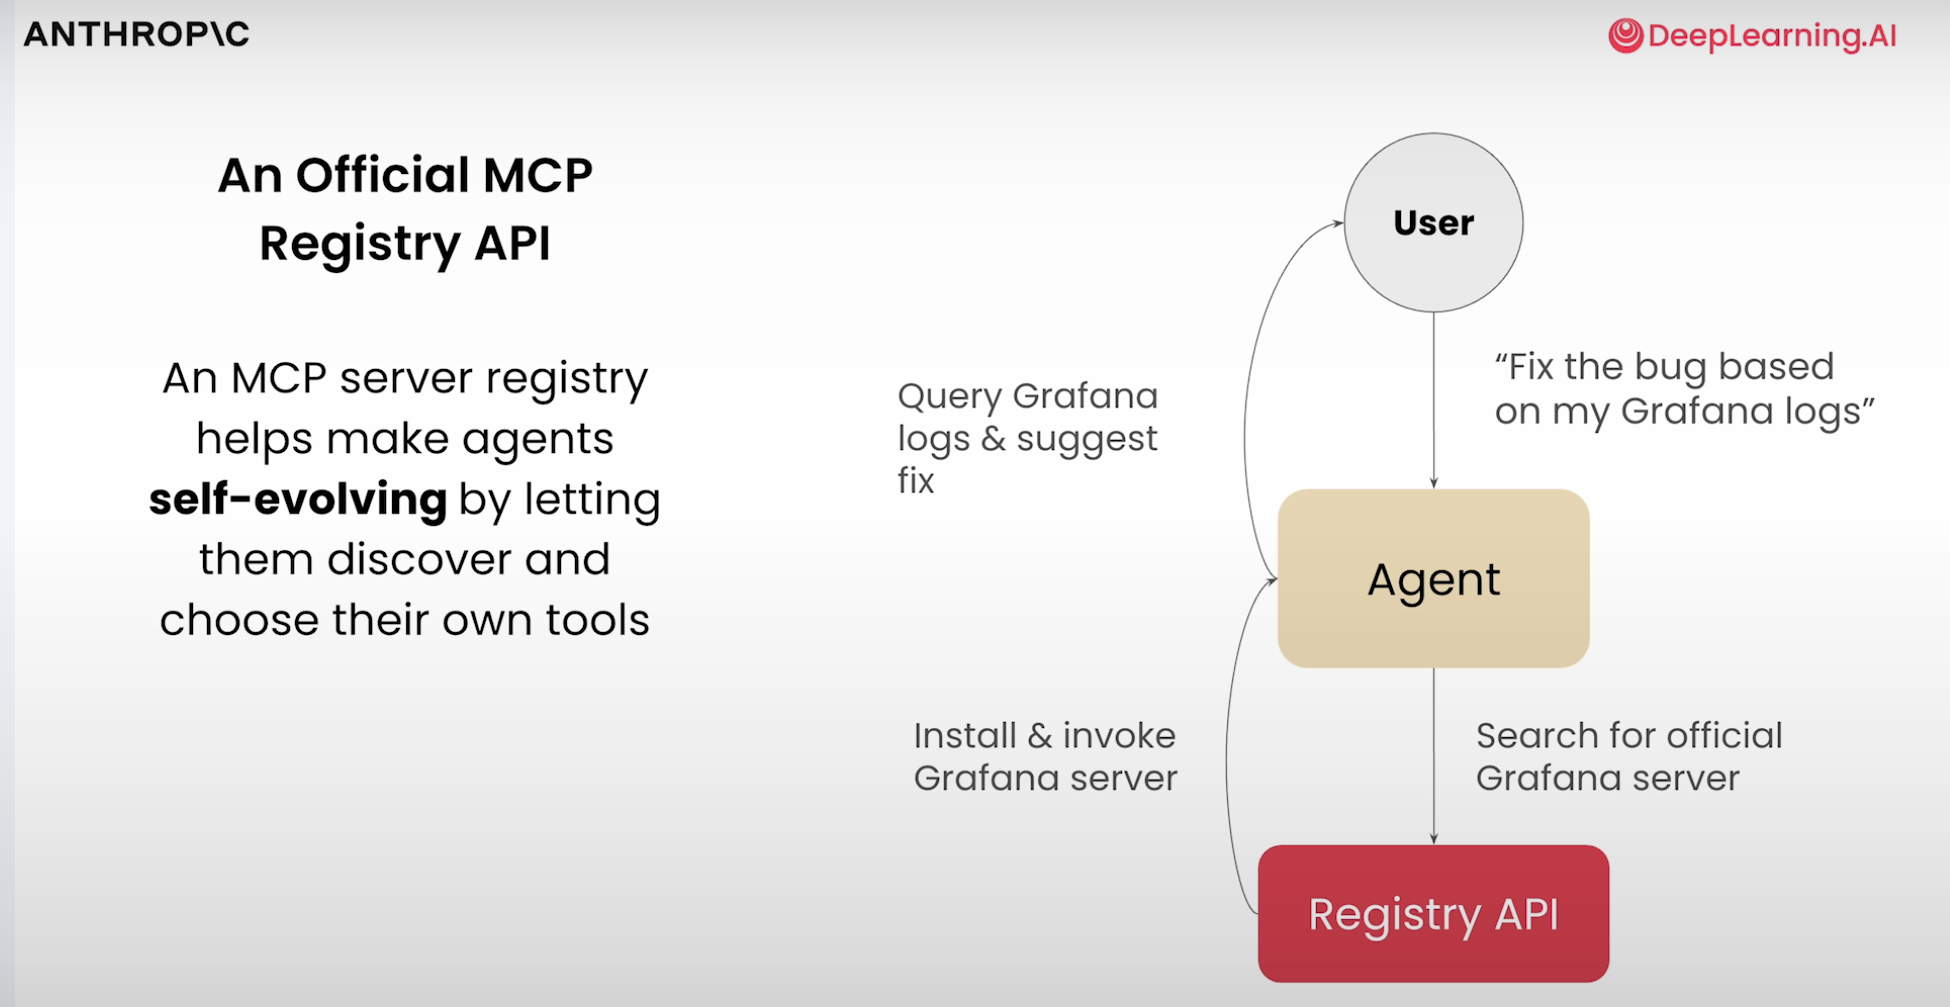 ANTHROP\C
DeepLearning.AI
An Official MCP
Registry API
An MCP server registry
helps make agents
self-evolving by letting
them discover and
choose their own tools
User
“Fix the bug based
on my Grafana logs”
Query Grafana
logs & suggest
fix
Agent
Install & invoke
Grafana server
Search for official
Grafana server
Registry API